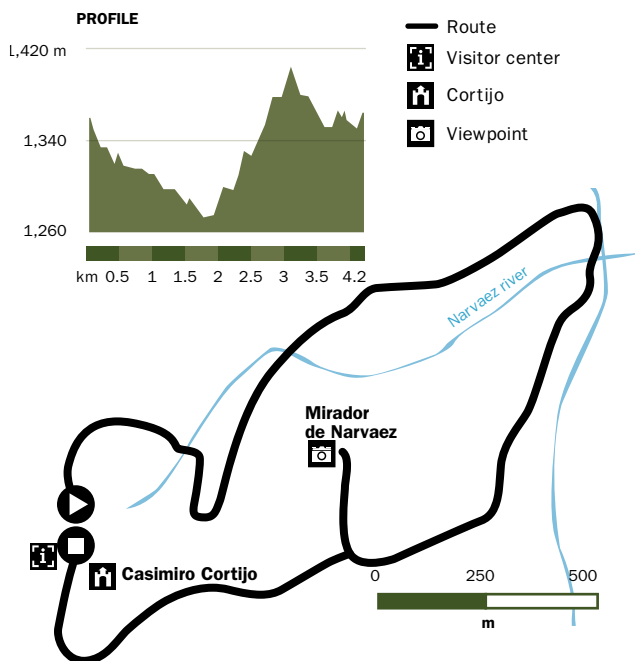 PROFILE
1,420 m
1,340
1,260
km 0.5 1 1.5 2 2.5 3 3.5 4.2
Route
Visitor center
Cortijo
Viewpoint
Narvaez river
Mirador
de Narvaez
Casimiro Cortijo
0 250 500
m